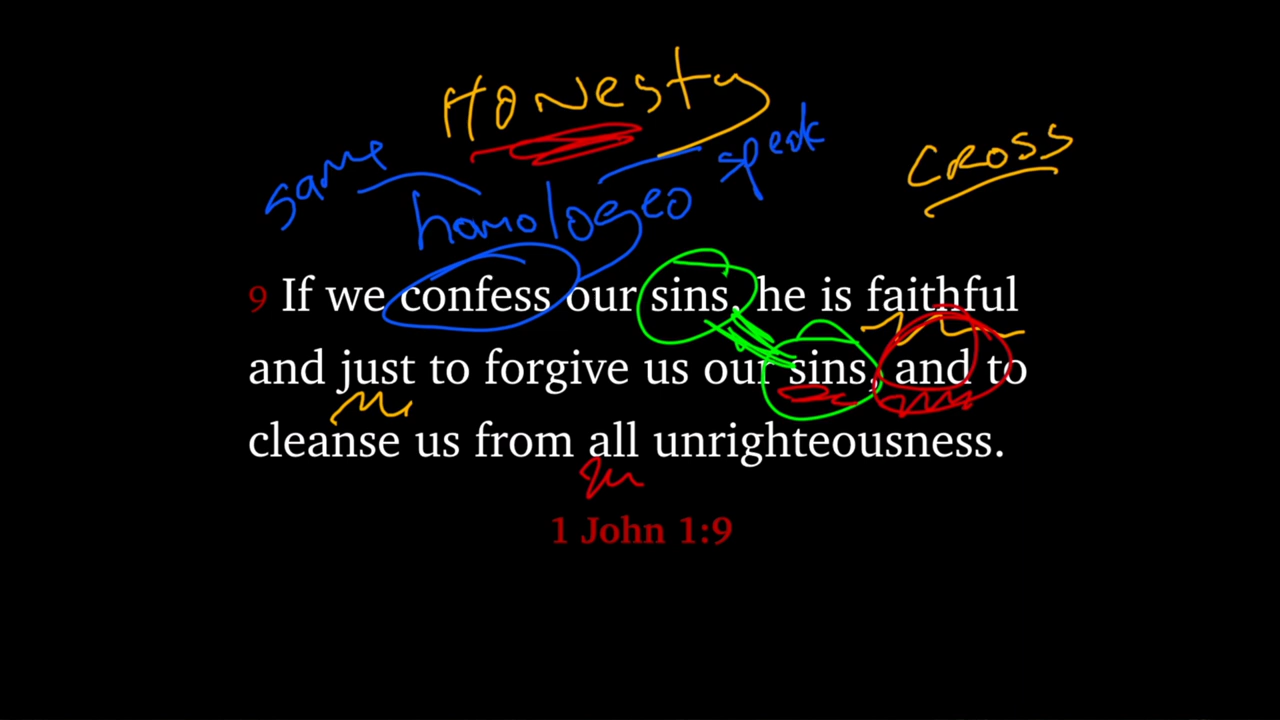 HONesty
same homologeo speak CROSS
9 If we confess our sins, he is faithful
and just to forgive us our sins, and to
cleanse us from all unrighteousness.
1 John 1:9